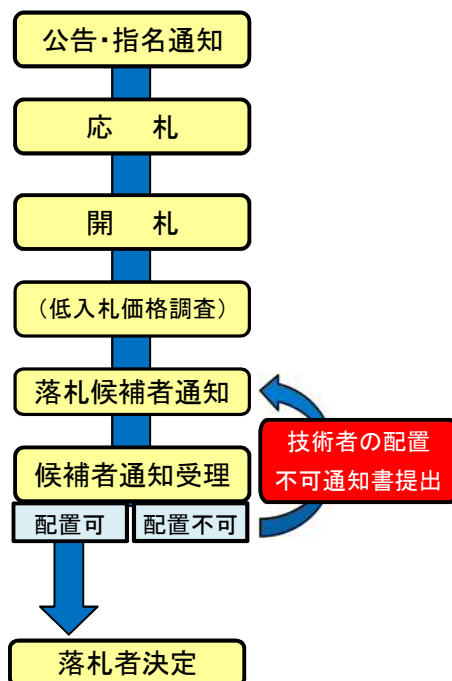 公告・指名通知
応　札
開　札
（低入札価格調査）
落札候補者通知
技術者の配置
不可通知書提出
候補者通知受理
配置可
配置不可
落札者決定